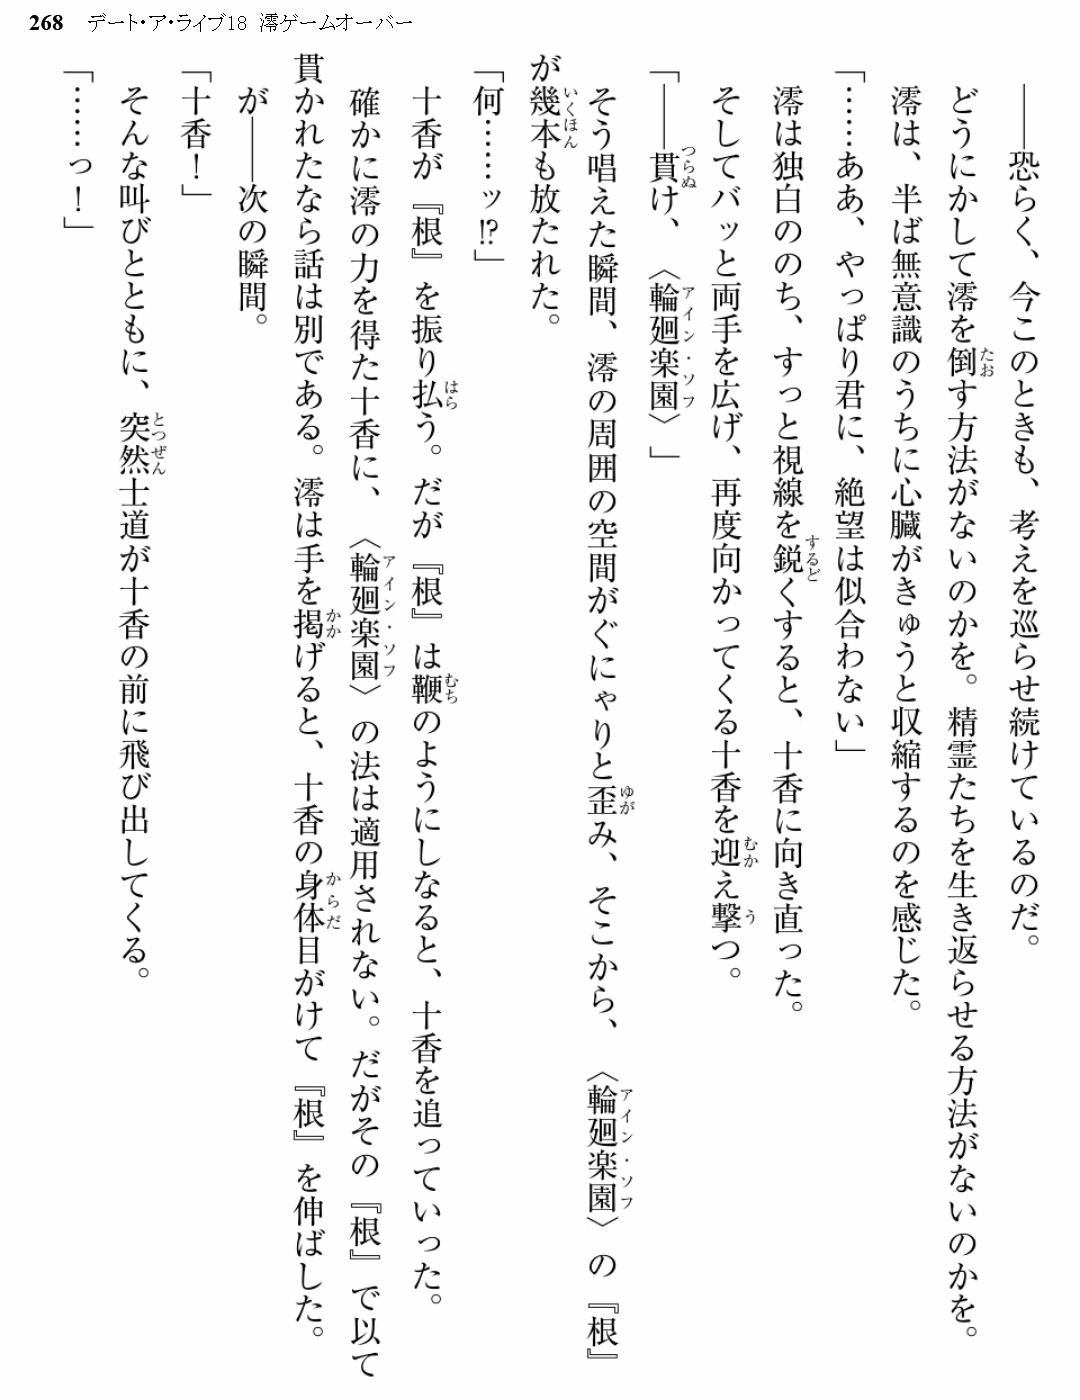 268 デート・ア・ライブ18 澪ゲームオーバー
――恐らく、今このときも、考えを巡らせ続けているのだ。
どうにかして澪を倒す方法がないのかを。精霊たちを生き返らせる方法がないのかを。
澪は、半ば無意識のうちに心臓がきゅうと収縮するのを感じた。
「……ああ、やっぱり君に、絶望は似合わない」
澪は独白ののち、すっと視線を鋭くすると、十香に向き直った。
そしてバッと両手を広げ、再度向かってくる十香を迎え撃つ。
「――貫け、〈輪廻楽園〉」
そう唱えた瞬間、澪の周囲の空間がぐにゃりと歪み、そこから、〈輪廻楽園〉の『根』
が幾本も放たれた。
「何……ッ!?」
十香が『根』を振り払う。だが『根』は鞭のようにしなると、十香を追っていった。
確かに澪の力を得た十香に、〈輪廻楽園〉の法は適用されない。だがその『根』で以て
貫かれたなら話は別である。澪は手を掲げると、十香の身体目がけて『根』を伸ばした。
が――次の瞬間。
「十香！」
そんな叫びとともに、突然士道が十香の前に飛び出してくる。
「……っ！」